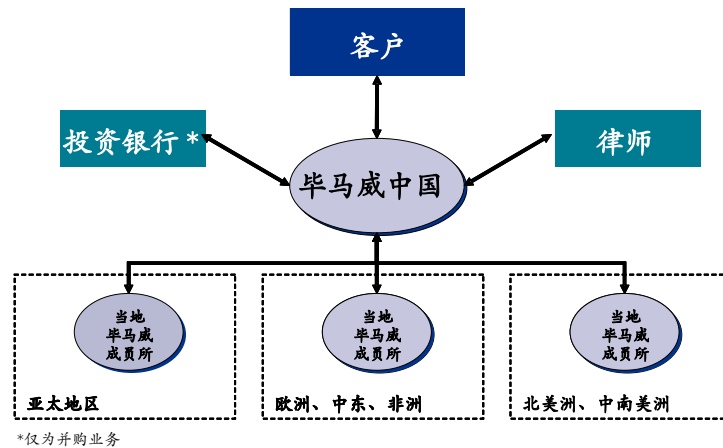 客户
投资银行 *
律师
毕马威中国
当地
毕马威
成员所
当地
毕马威
成员所
当地
毕马威
成员所
亚太地区
欧洲、中东、非洲
北美洲、中南美洲
*仅为并购业务